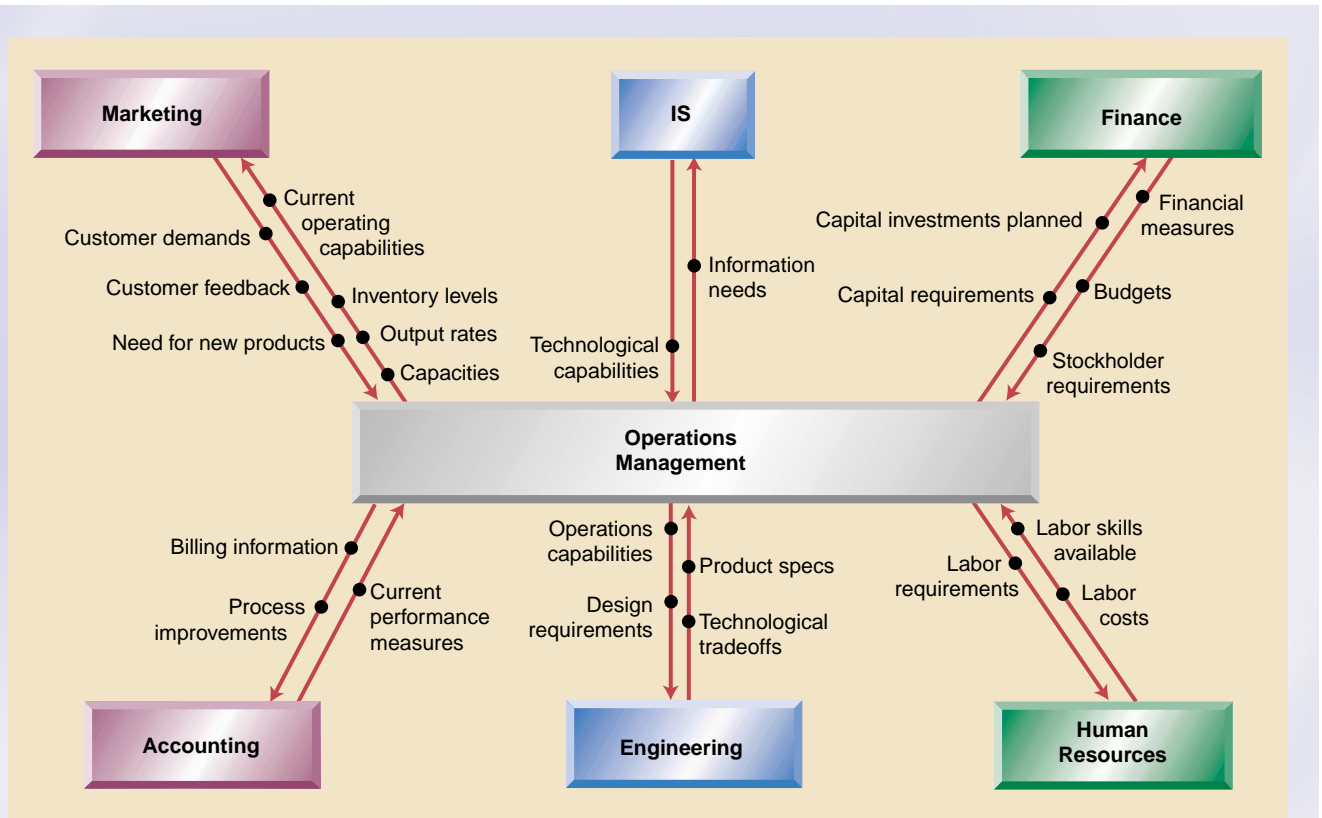 Marketing
IS
Finance
Current
operating
capabilities
Customer demands
Customer feedback
Inventory levels
Need for new products
Output rates
Capacities
Information
needs
Technological
capabilities
Capital investments planned
Financial
measures
Capital requirements
Budgets
Stockholder
requirements
Operations
Management
Billing information
Process
improvements
Current
performance
measures
Operations
capabilities
Product specs
Design
requirements
Technological
tradeoffs
Labor skills
available
Labor
requirements
Labor
costs
Accounting
Engineering
Human
Resources